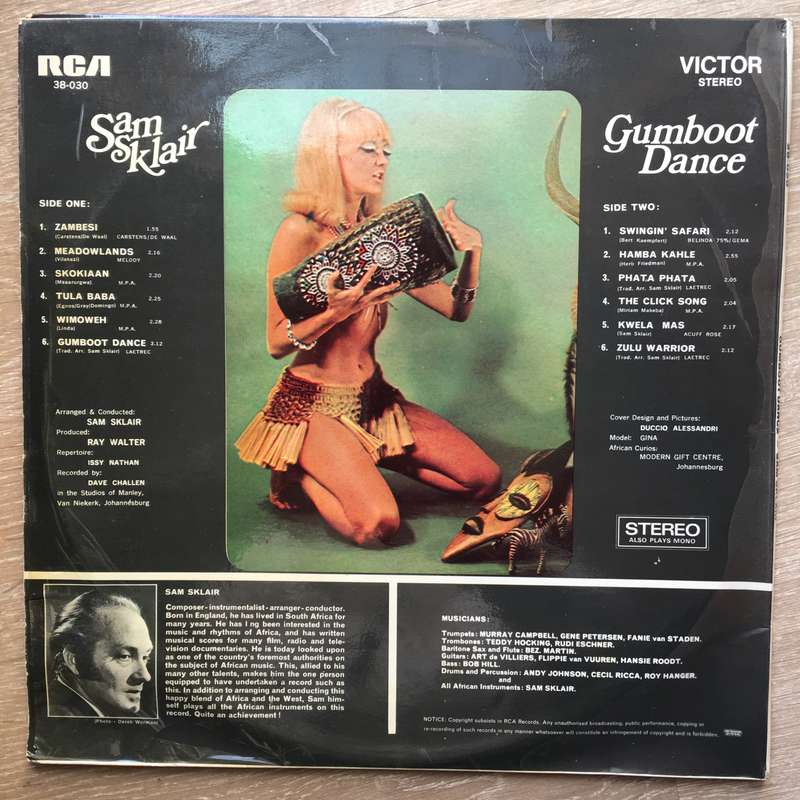 RCA
38-030
VICTOR
STEREO
Sam
Sklair
Gumboot
Dance
SIDE ONE:
1. ZAMBESI 1.55
(Carstens/De Waal) CARSTENS/DE WAAL
2. MEADOWLANDS 2.16
(Vilakazi) MELODY
3. SKOKIAAN 2.20
(Masarurgwa) M.P.A.
4. TULA BABA 2.25
(Egnos/Gray(Domingo) M.P.A.
5. WIMOWEH 2.28
(Linda) M.P.A.
6. GUMBOOT DANCE 3.12
(Trad. Arr. Sam Sklair) LAETREC
Arranged & Conducted:
SAM SKLAIR
Produced:
RAY WALTER
Repertoire:
ISSY NATHAN
Recorded by:
DAVE CHALLEN
in the Studios of Manley,
Van Niekerk, Johannesburg
SIDE TWO:
1. SWINGIN' SAFARI 2.12
(Bert Kaempfert) BELINDA 75%/GEMA
2. HAMBA KAHLE 2.55
(Herb Friedman) M.P.A.
3. PHATA PHATA 2.05
(Trad. Arr. Sam Sklair) LAETREC
4. THE CLICK SONG 2.04
(Miriam Makeba) M.P.A.
5. KWELA MAS 2.17
(Sam Sklair) ACUFF ROSE
6. ZULU WARRIOR 2.12
(Trad. Arr. Sam Sklair) LAETREC
Cover Design and Pictures:
DUCCIO ALESSANDRI
Model: GINA
African Curios:
MODERN GIFT CENTRE,
Johannesburg
STEREO
ALSO PLAYS MONO
SAM SKLAIR
Composer-instrumentalist-arranger-conductor.
Born in England, he has lived in South Africa for
many years. He has l ng been interested in the
music and rhythms of Africa, and has written
musical scores for many film, radio and tele-
vision documentaries. He is today looked upon
as one of the country's foremost authorities on
the subject of African music. This, allied to his
many other talents, makes him the one person
equipped to have undertaken a record such as
this. In addition to arranging and conducting this
happy blend of Africa and the West, Sam him-
self plays all the African instruments on this
record. Quite an achievement!
(Photo - Derek
MUSICIANS:
Trumpets: MURRAY CAMPBELL, GENE PETERSEN, FANIE van STADEN.
Trombones: TEDDY HOCKING, RUDI ESCHNER.
Baritone Sax and Flute: BEZ. MARTIN.
Guitars: ART de VILLIERS, FLIPPIE van VUUREN, HANSIE ROODT.
Bass: BOB HILL.
Drums and Percussion: ANDY JOHNSON, CECIL RICCA, ROY HANGER.
and
All African Instruments: SAM SKLAIR.
NOTICE: Copyright subsists in RCA Records. Any unauthorised broadcasting, public performance, copying or
re-recording of such records in any manner whatsoever will constitute an infringement of copyright and is forbidden.